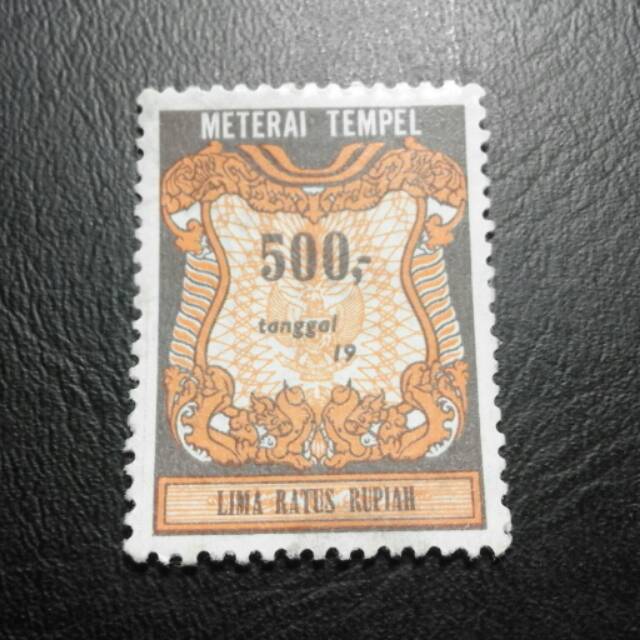 METERAI TEMPEL
500,-
tanggal
19
LIMA RATUS RUPIAH